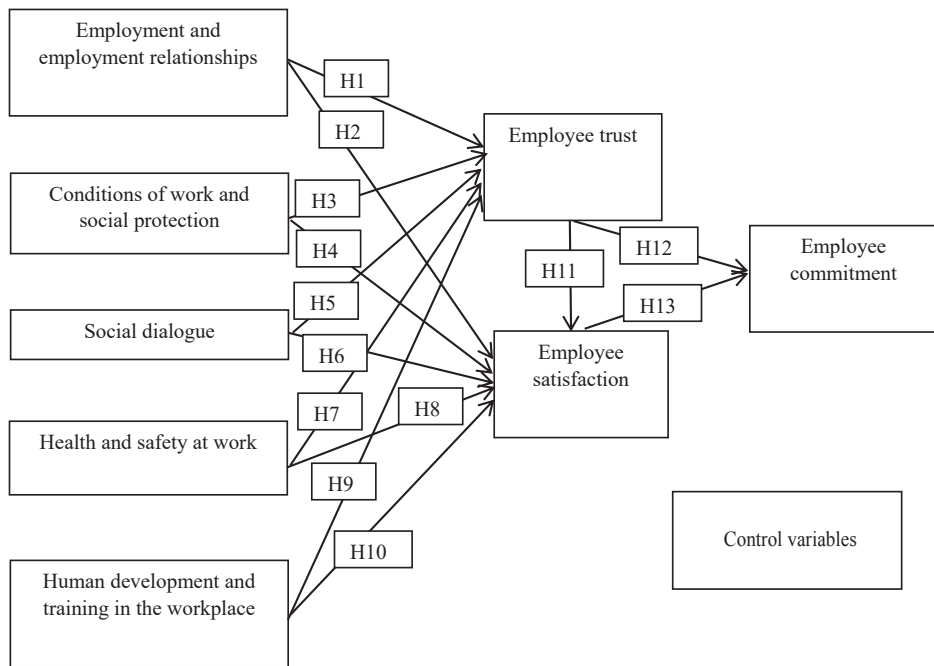 Employment and
employment relationships
H1
H2
Employee trust
Conditions of work and
social protection
H3
H4
H12
Employee
commitment
H11
H5
H13
Social dialogue
H6
Employee
satisfaction
H7
H8
Health and safety at work
H9
Control variables
H10
Human development and
training in the workplace